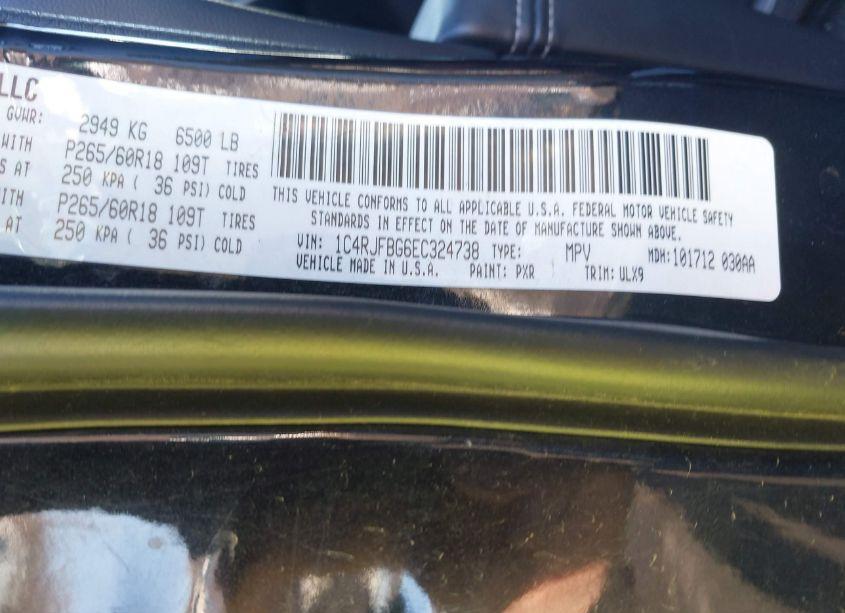 LLC
GVWR: 2949 KG 6500 LB
WITH P265/60R18 109T TIRES
S AT 250 KPA ( 36 PSI) COLD
WITH P265/60R18 109T TIRES
AT 250 KPA ( 36 PSI) COLD
THIS VEHICLE CONFORMS TO ALL APPLICABLE U.S.A. FEDERAL MOTOR VEHICLE SAFETY
STANDARDS IN EFFECT ON THE DATE OF MANUFACTURE SHOWN ABOVE.
VIN: 1C4RJFBG6EC324738 TYPE: MPV MDH: 101712 030AA
VEHICLE MADE IN U.S.A. PAINT: PXR TRIM: ULX9